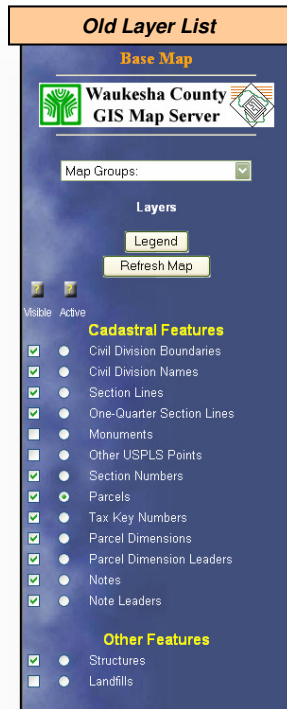 Old Layer List
Base Map
Waukesha County
GIS Map Server
Map Groups:
Layers
Legend
Refresh Map
? ?
Visible Active
Cadastral Features
Civil Division Boundaries
Civil Division Names
Section Lines
One-Quarter Section Lines
Monuments
Other USPLS Points
Section Numbers
Parcels
Tax Key Numbers
Parcel Dimensions
Parcel Dimension Leaders
Notes
Note Leaders
Other Features
Structures
Landfills